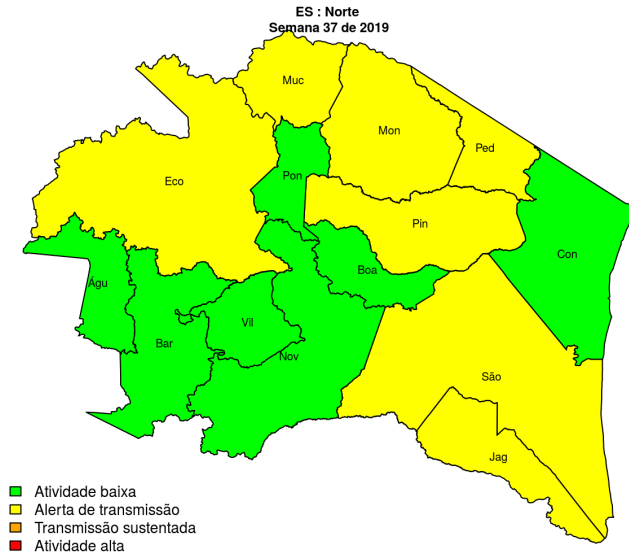 ES : Norte
Semana 37 de 2019
Muc
Mon
Ped
Pon
Eco
Pin
Con
Boa
Águ
Vil
Bar
Nov
São
Jag
Atividade baixa
Alerta de transmissão
Transmissão sustentada
Atividade alta